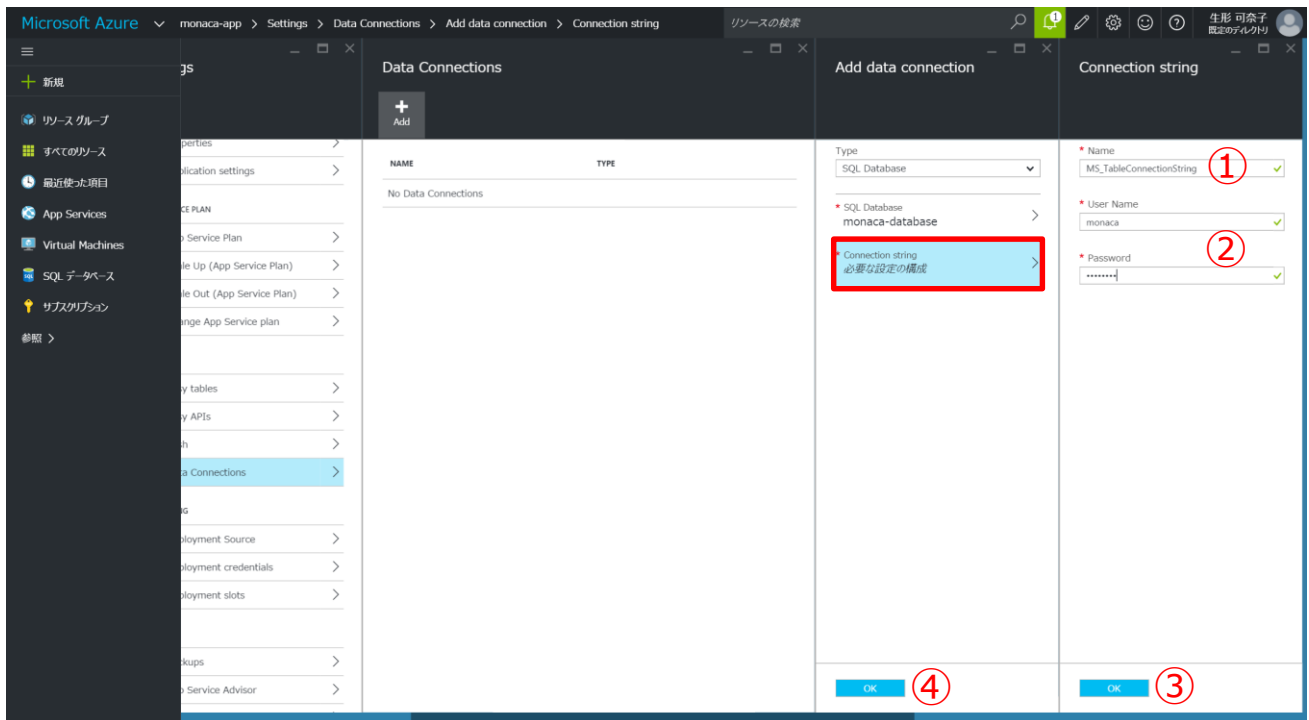 Microsoft Azure monaca-app > Settings > Data Connections > Add data connection > Connection string リソースの検索 1 生形 可奈子
既定のディレクトリ
新規
リソース グループ
すべてのリソース
最近使った項目
App Services
Virtual Machines
SQL データベース
サブスクリプション
参照 >
gs
perties
plication settings
CE PLAN
o Service Plan
le Up (App Service Plan)
le Out (App Service Plan)
ange App Service plan
y tables
y APIs
sh
ta Connections
NG
ployment Source
ployment credentials
ployment slots
ckups
p Service Advisor
Data Connections
Add
NAME TYPE
No Data Connections
Add data connection
Type
SQL Database
* SQL Database
monaca-database
* Connection string
必要な設定の構成
OK ④
Connection string
* Name
MS_TableConnectionString ①
* User Name
monaca
②
* Password
••••••••
OK ③